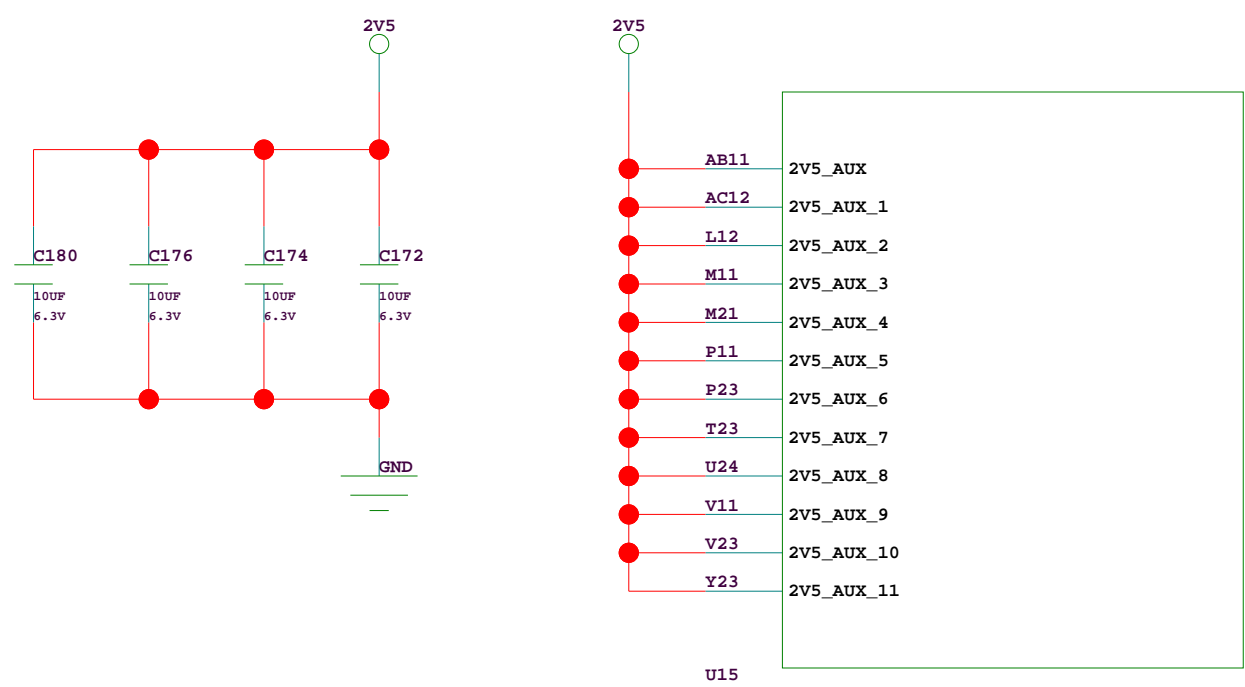 2V5
C180
C176
C174
C172
10UF
10UF
10UF
10UF
6.3V
6.3V
6.3V
6.3V
GND
2V5
AB11 2V5_AUX
AC12 2V5_AUX_1
L12 2V5_AUX_2
M11 2V5_AUX_3
M21 2V5_AUX_4
P11 2V5_AUX_5
P23 2V5_AUX_6
T23 2V5_AUX_7
U24 2V5_AUX_8
V11 2V5_AUX_9
V23 2V5_AUX_10
Y23 2V5_AUX_11
U15